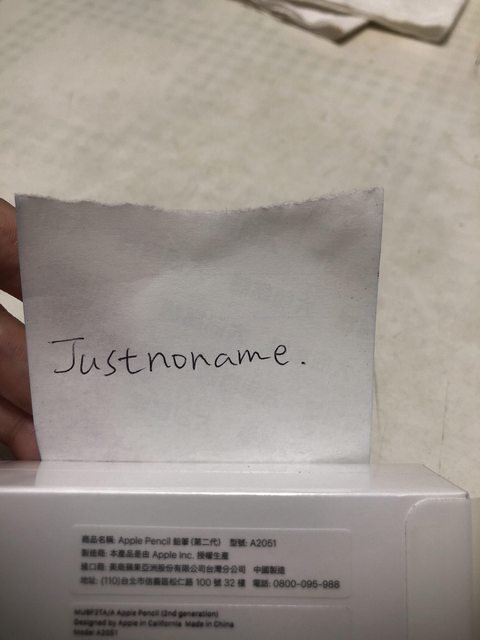 Justnoname.
商品名稱: Apple Pencil 鉛筆 (第二代) 型號: A2051
製造商: 本產品是由 Apple Inc. 授權生產
進口商: 美商蘋果亞洲股份有限公司台灣分公司 中國製造
地址: (110)台北市信義區松仁路 100 號 32 樓 電話: 0800-095-988
MU8F2TA/A Apple Pencil (2nd generation)
Designed by Apple in California Made in China
Model A2051